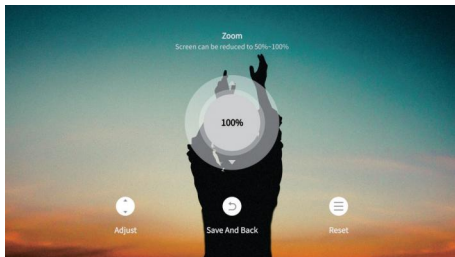 Zoom
Screen can be reduced to 50%~100%
100%
Adjust
Save And Back
Reset